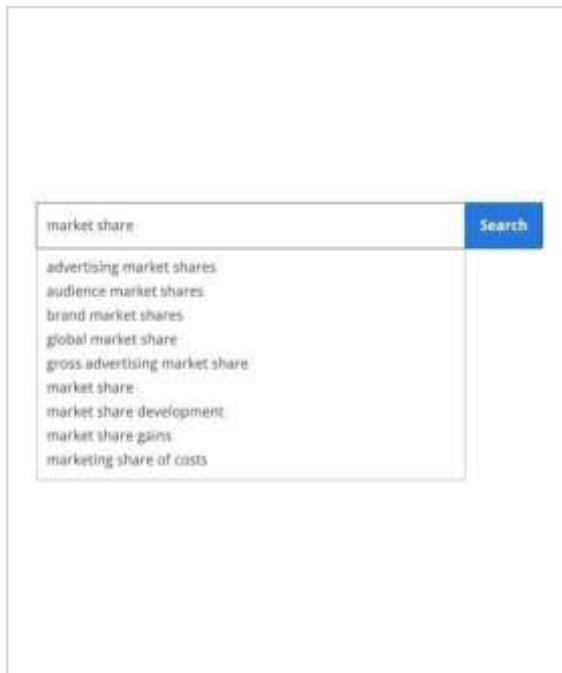 market share
Search
advertising market shares
audience market shares
brand market shares
global market share
gross advertising market share
market share
market share development
market share gains
marketing share of costs